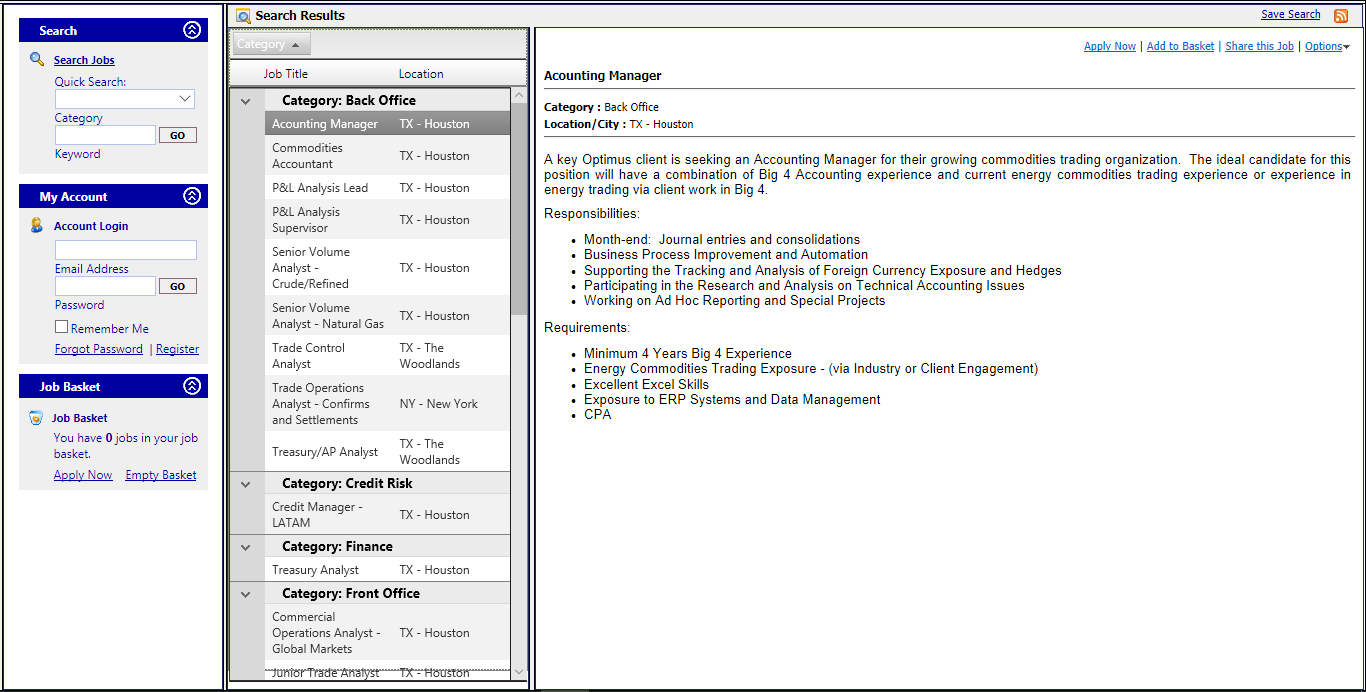 Search
Search Jobs
Quick Search:
Category
GO
Keyword
My Account
Account Login
Email Address
GO
Password
Remember Me
Forgot Password | Register
Job Basket
Job Basket
You have 0 jobs in your job
basket.
Apply Now Empty Basket
Search Results
Save Search
Category
Job Title Location
Category: Back Office
Acounting Manager TX - Houston
Commodities
Accountant
TX - Houston
P&L Analysis Lead TX - Houston
P&L Analysis
Supervisor
TX - Houston
Senior Volume
Analyst -
Crude/Refined
TX - Houston
Senior Volume
Analyst - Natural Gas
TX - Houston
Trade Control
Analyst
TX - The
Woodlands
Trade Operations
Analyst - Confirms
and Settlements
NY - New York
Treasury/AP Analyst
TX - The
Woodlands
Category: Credit Risk
Credit Manager -
LATAM
TX - Houston
Category: Finance
Treasury Analyst TX - Houston
Category: Front Office
Commercial
Operations Analyst -
Global Markets
TX - Houston
Junior Trade Analyst TX - Houston
Apply Now | Add to Basket | Share this Job | Options
Acounting Manager
Category : Back Office
Location/City : TX - Houston
A key Optimus client is seeking an Accounting Manager for their growing commodities trading organization. The ideal candidate for this
position will have a combination of Big 4 Accounting experience and current energy commodities trading experience or experience in
energy trading via client work in Big 4.
Responsibilities:
• Month-end: Journal entries and consolidations
• Business Process Improvement and Automation
• Supporting the Tracking and Analysis of Foreign Currency Exposure and Hedges
• Participating in the Research and Analysis on Technical Accounting Issues
• Working on Ad Hoc Reporting and Special Projects
Requirements:
• Minimum 4 Years Big 4 Experience
• Energy Commodities Trading Exposure - (via Industry or Client Engagement)
• Excellent Excel Skills
• Exposure to ERP Systems and Data Management
• CPA